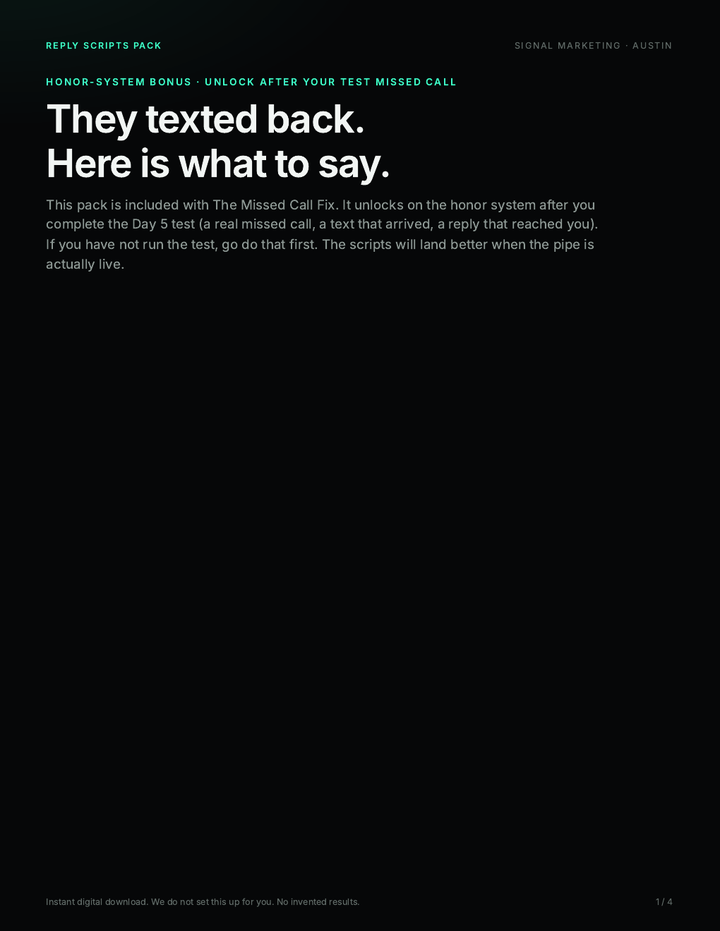 REPLY SCRIPTS PACK
SIGNAL MARKETING · AUSTIN
HONOR-SYSTEM BONUS · UNLOCK AFTER YOUR TEST MISSED CALL
They texted back.
Here is what to say.
This pack is included with The Missed Call Fix. It unlocks on the honor system after you
complete the Day 5 test (a real missed call, a text that arrived, a reply that reached you).
If you have not run the test, go do that first. The scripts will land better when the pipe is
actually live.
Instant digital download. We do not set this up for you. No invented results.
1 / 4